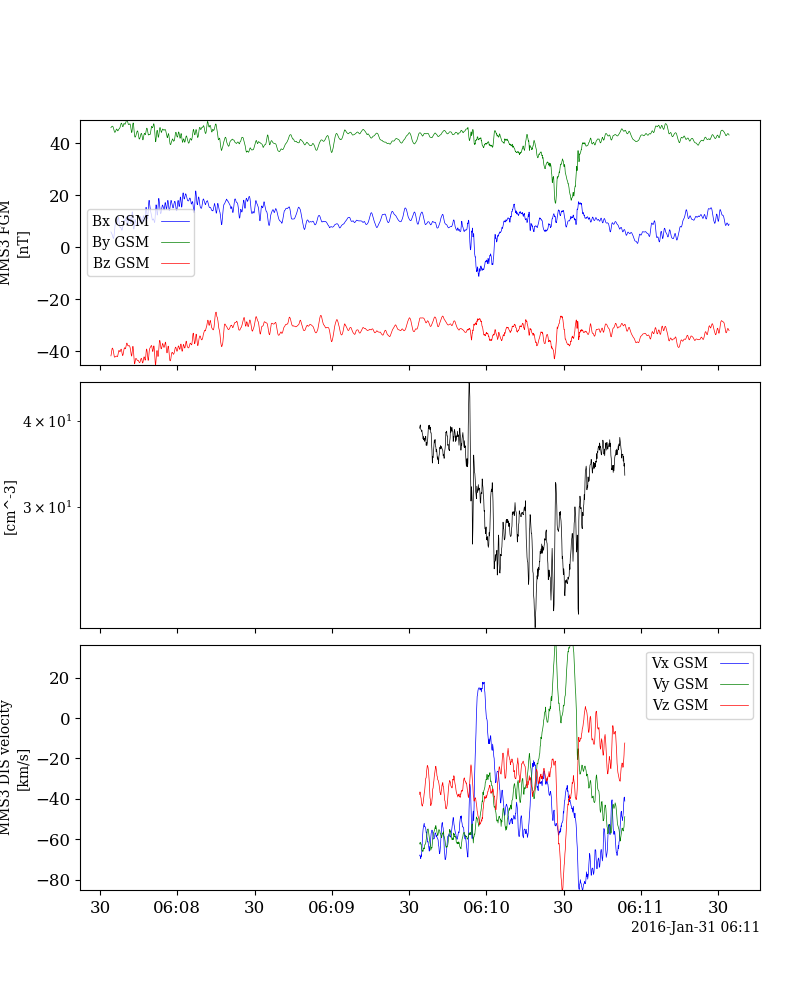 40
20
0
−20
−40
MMS3 FGM
[nT]
Bx GSM
By GSM
Bz GSM
4 × 10¹
3 × 10¹
[cm^-3]
20
0
−20
−40
−60
−80
MMS3 DIS velocity
[km/s]
Vx GSM
Vy GSM
Vz GSM
30 06:08 30 06:09 30 06:10 30 06:11 30
2016-Jan-31 06:11